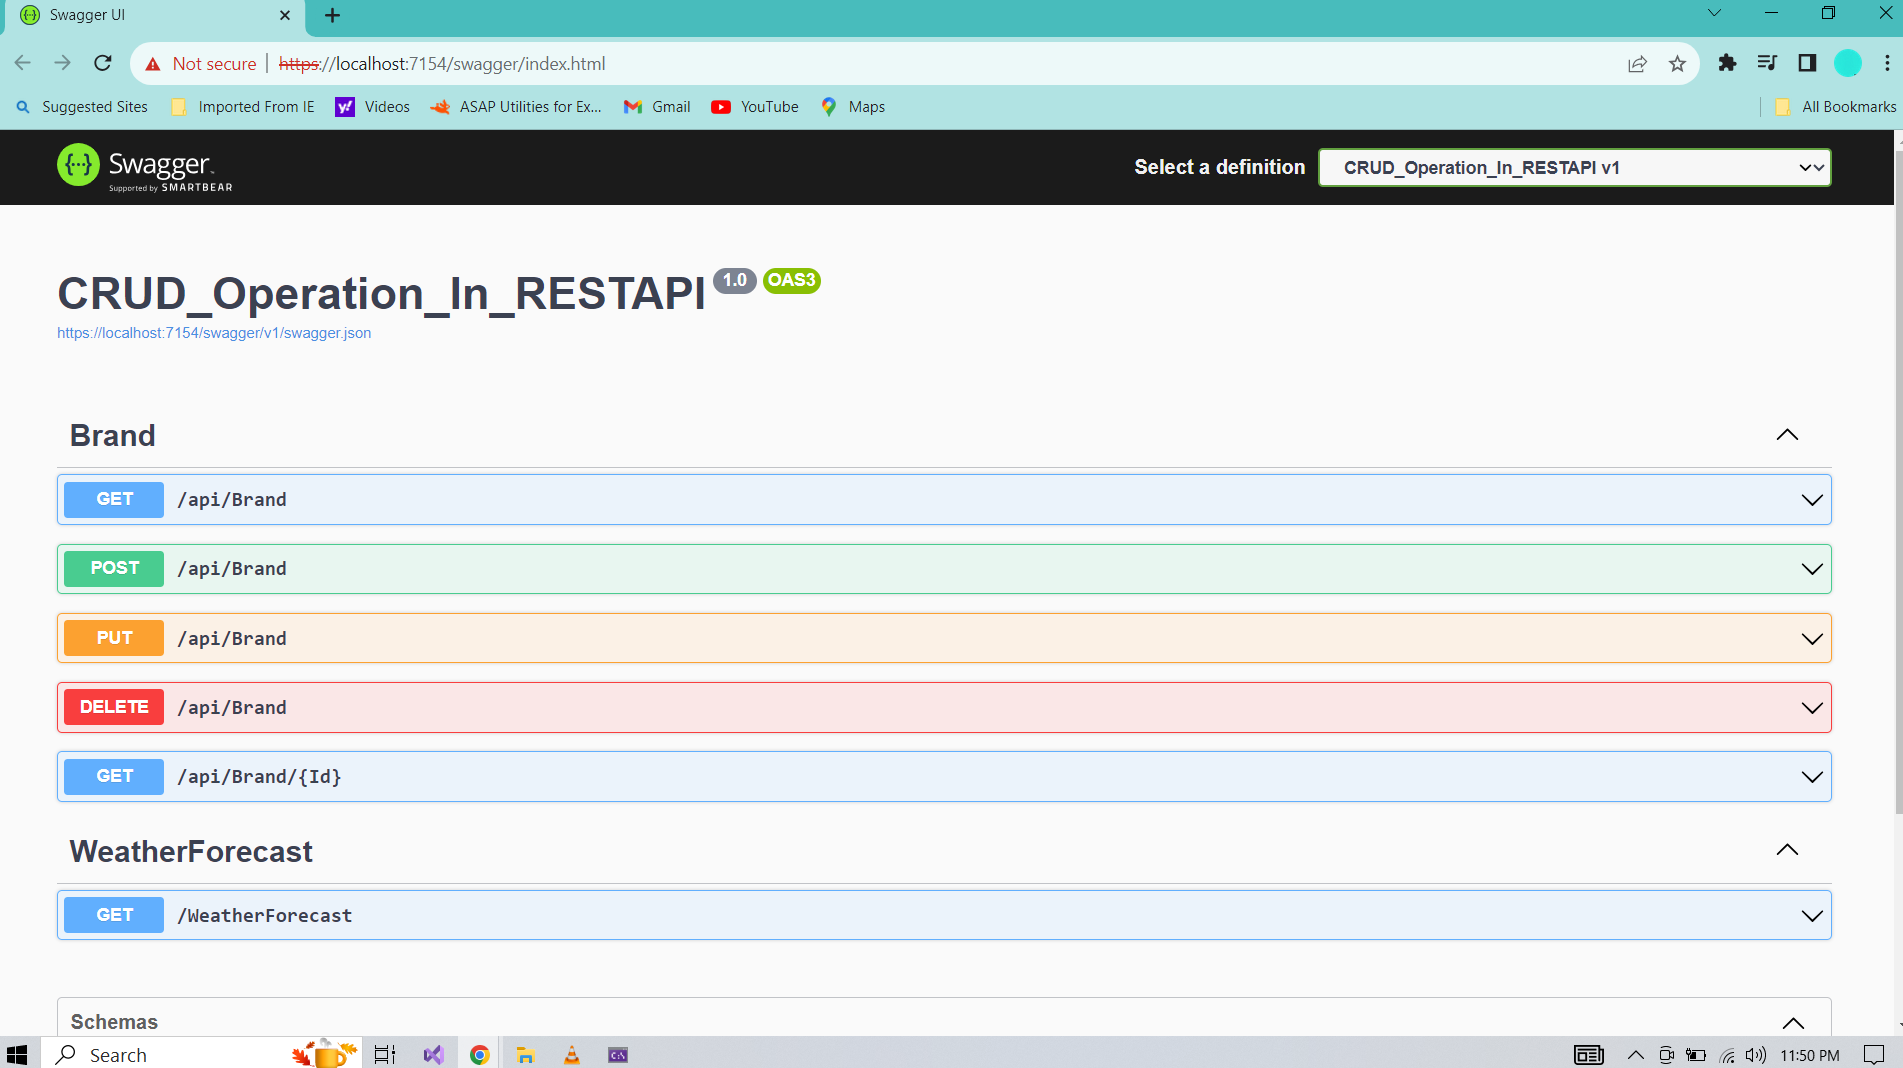 Swagger UI
Not secure | https://localhost:7154/swagger/index.html
Suggested Sites Imported From IE Videos ASAP Utilities for Ex... Gmail YouTube Maps All Bookmarks
Swagger
Supported by SMARTBEAR
Select a definition CRUD_Operation_In_RESTAPI v1
CRUD_Operation_In_RESTAPI 1.0 OAS3
https://localhost:7154/swagger/v1/swagger.json
Brand
GET /api/Brand
POST /api/Brand
PUT /api/Brand
DELETE /api/Brand
GET /api/Brand/{Id}
WeatherForecast
GET /WeatherForecast
Schemas
Search 11:50 PM